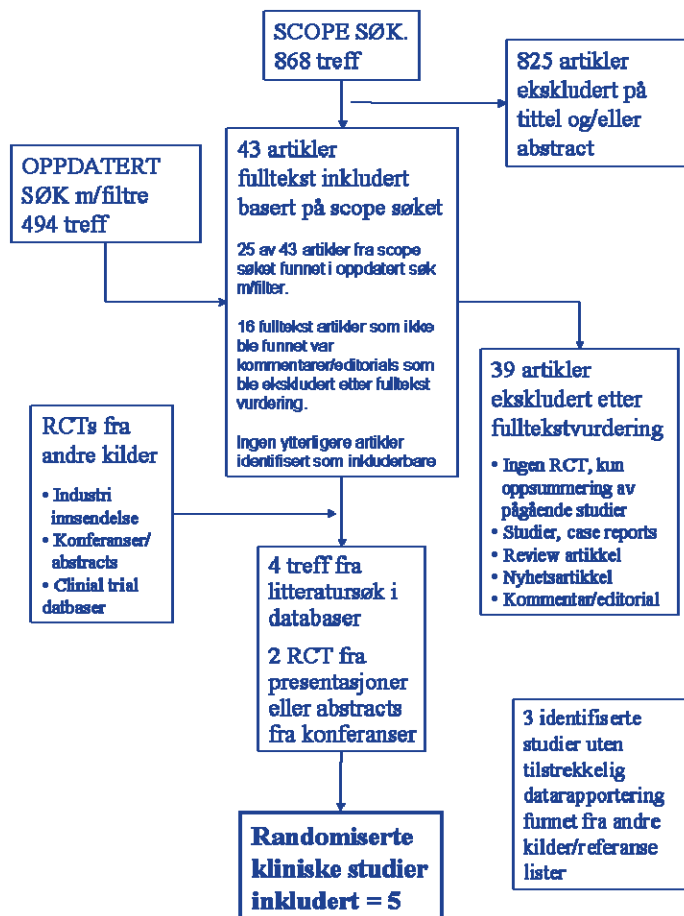 SCOPE SØK.
868 treff
825 artikler
ekskludert på
tittel og/eller
abstract
OPPDATERT
SØK m/filtre
494 treff
43 artikler
fulltekst inkludert
basert på scope søket
25 av 43 artikler fra scope
søket funnet i oppdatert søk
m/filter.
16 fulltekst artikler som ikke
ble funnet var
kommentarer/editorials som
ble ekskludert etter fulltekst
vurdering.
Ingen ytterligere artikler
identifisert som inkluderbare
39 artikler
ekskludert etter
fulltekstvurdering
• Ingen RCT, kun
oppsummering av
pågående studier
• Studier, case reports
• Review artikkel
• Nyhetsartikkel
• Kommentar/editorial
RCTs fra
andre kilder
• Industri
innsendelse
• Konferanser/
abstracts
• Clinial trial
datbaser
4 treff fra
litteratursøk i
databaser
2 RCT fra
presentasjoner
eller abstracts
fra konferanser
3 identifiserte
studier uten
tilstrekkelig
datarapportering
funnet fra andre
kilder/referanse
lister
Randomiserte
kliniske studier
inkludert = 5